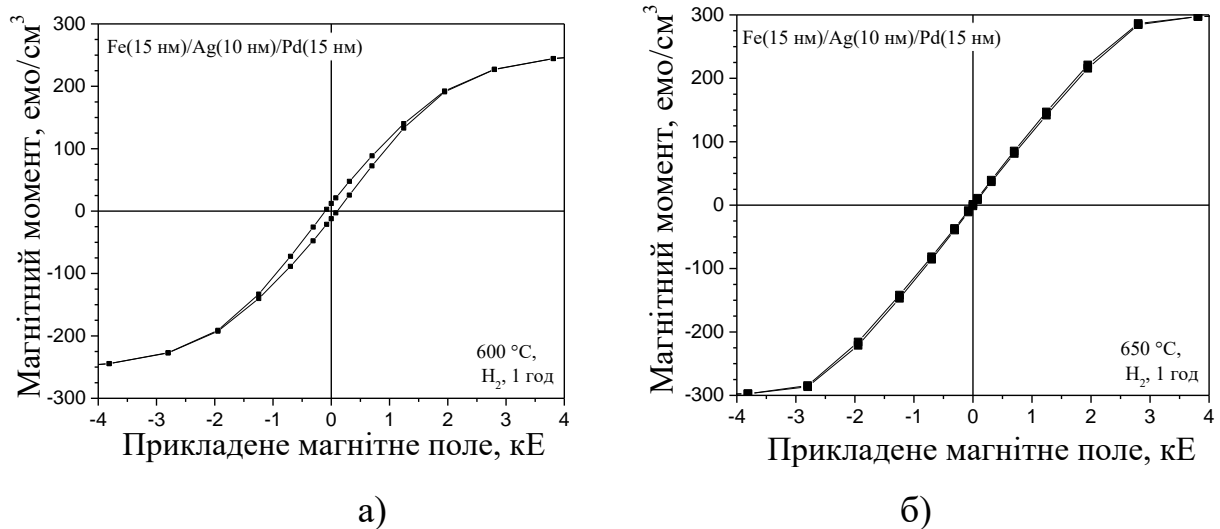 Магнітний момент, емо/см³
300
200
100
0
-100
-200
-300
Fe(15 нм)/Ag(10 нм)/Pd(15 нм)
600 °C,
H₂, 1 год
-4 -3 -2 -1 0 1 2 3 4
Прикладене магнітне поле, кЕ
а)
Магнітний момент, емо/см³
300
200
100
0
-100
-200
-300
Fe(15 нм)/Ag(10 нм)/Pd(15 нм)
650 °C,
H₂, 1 год
-4 -3 -2 -1 0 1 2 3 4
Прикладене магнітне поле, кЕ
б)